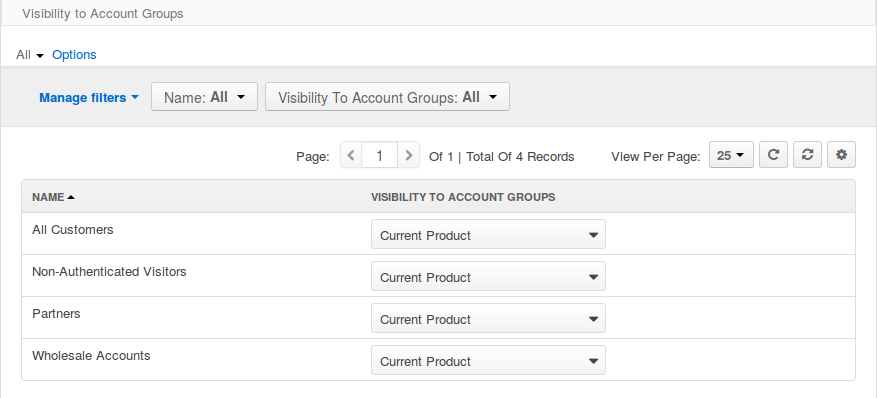 Visibility to Account Groups
All Options
Manage filters Name: All Visibility To Account Groups: All
Page: 1 Of 1 | Total Of 4 Records View Per Page: 25
NAME VISIBILITY TO ACCOUNT GROUPS
All Customers Current Product
Non-Authenticated Visitors Current Product
Partners Current Product
Wholesale Accounts Current Product